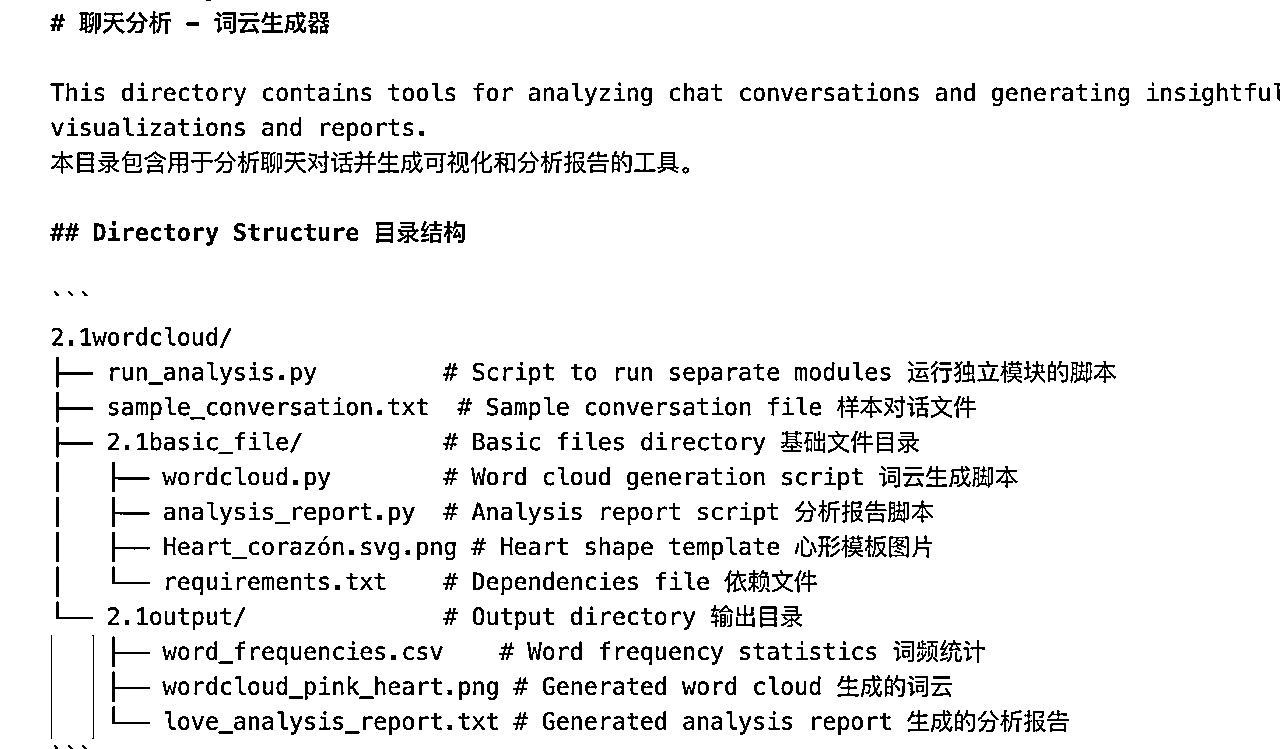 # 聊天分析 - 词云生成器
This directory contains tools for analyzing chat conversations and generating insightful
visualizations and reports.
本目录包含用于分析聊天对话并生成可视化和分析报告的工具。
## Directory Structure 目录结构
```
2.1wordcloud/
├── run_analysis.py         # Script to run separate modules 运行独立模块的脚本
├── sample_conversation.txt  # Sample conversation file 样本对话文件
├── 2.1basic_file/          # Basic files directory 基础文件目录
│   ├── wordcloud.py        # Word cloud generation script 词云生成脚本
│   ├── analysis_report.py  # Analysis report script 分析报告脚本
│   ├── Heart_corazón.svg.png # Heart shape template 心形模板图片
│   └── requirements.txt    # Dependencies file 依赖文件
└── 2.1output/              # Output directory 输出目录
    ├── word_frequencies.csv    # Word frequency statistics 词频统计
    ├── wordcloud_pink_heart.png # Generated word cloud 生成的词云
    └── love_analysis_report.txt # Generated analysis report 生成的分析报告
```